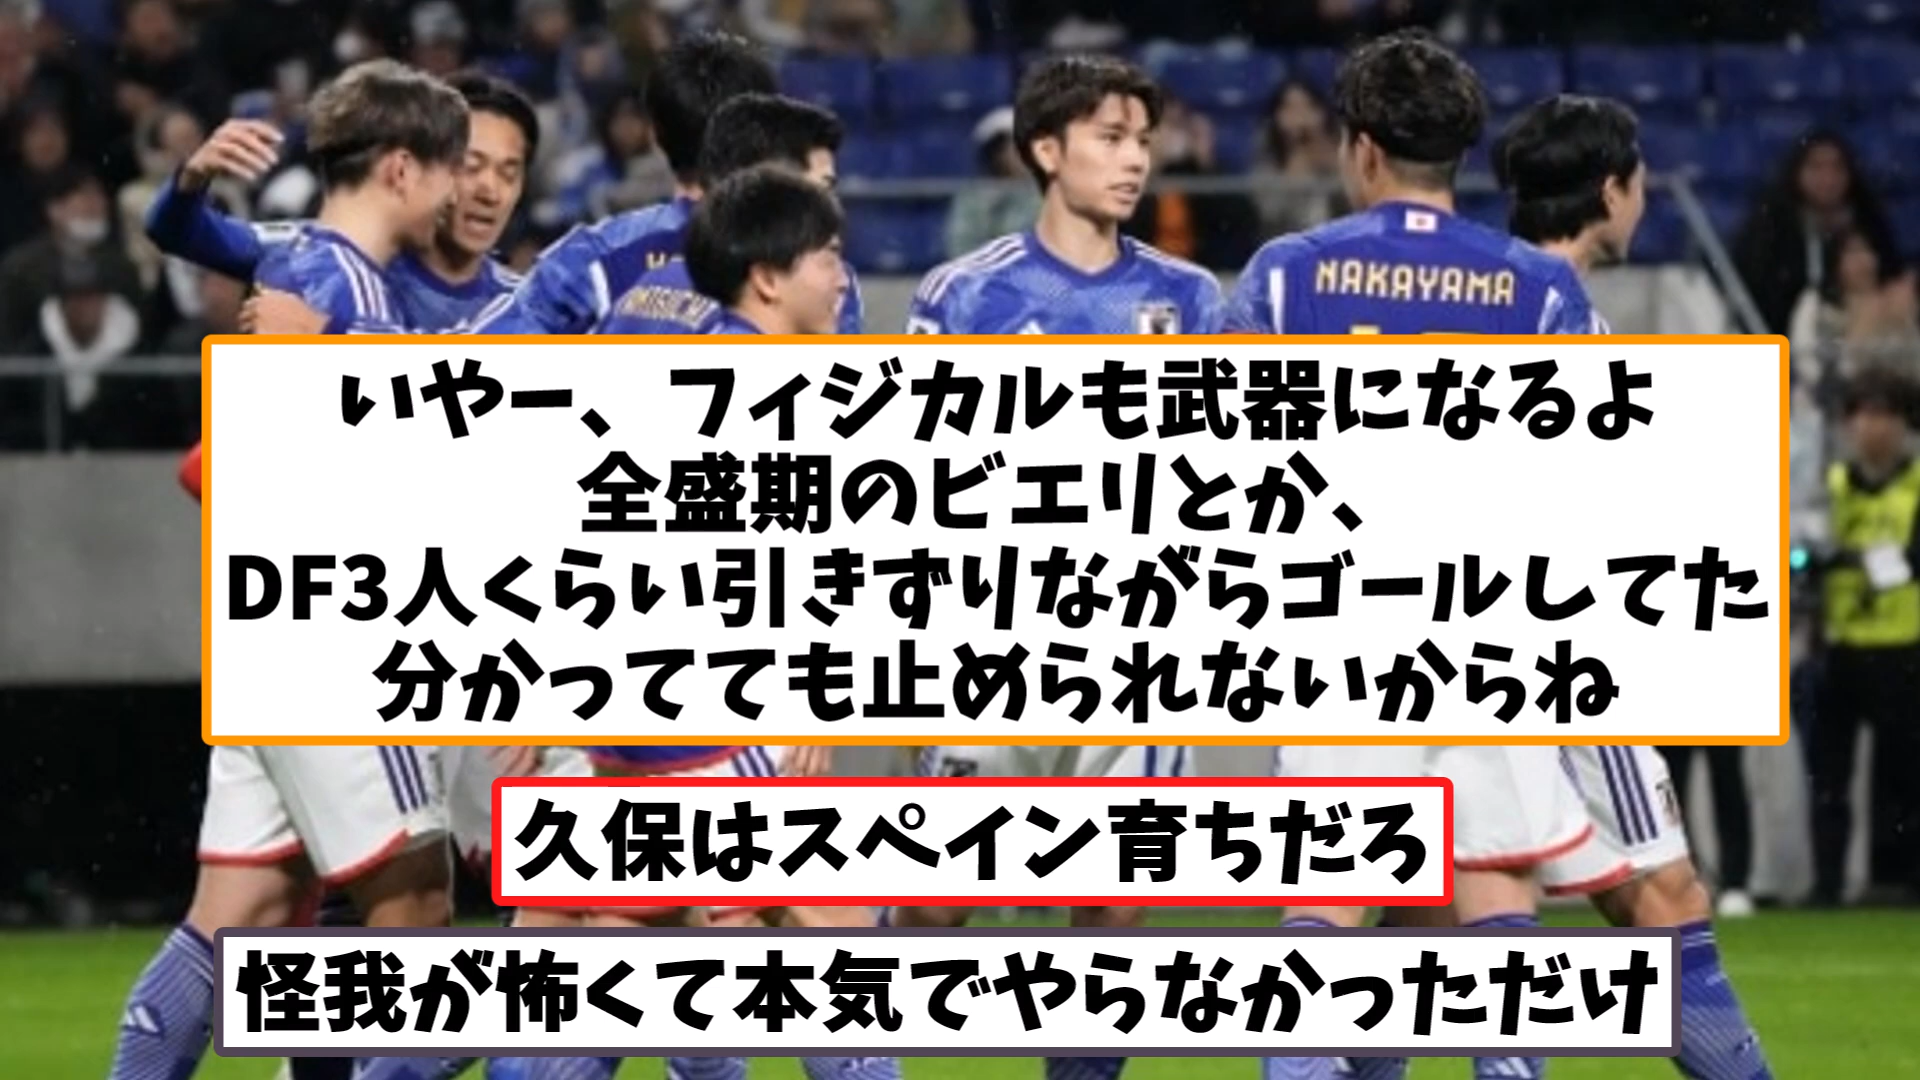 NAKAYAMA
いやー、フィジカルも武器になるよ
全盛期のビエリとか、
DF3人くらい引きずりながらゴールしてた
分かってても止められないからね
久保はスペイン育ちだろ
怪我が怖くて本気でやらなかっただけ